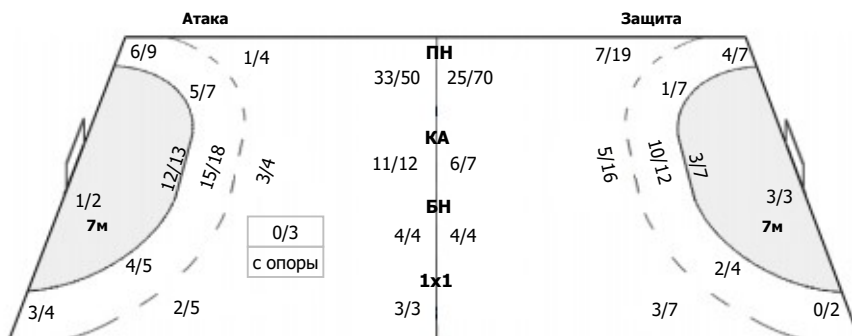 Атака Защита
6/9 1/4 ПН 7/19 4/7
33/50 25/70
5/7 1/7
КА
12/13 15/18 3/4 11/12 6/7 5/16 10/12 3/7
1/2 3/3
БН
7м 0/3 4/4 4/4 7м
с опоры
4/5 2/4
1x1
3/4 2/5 3/3 3/7 0/2